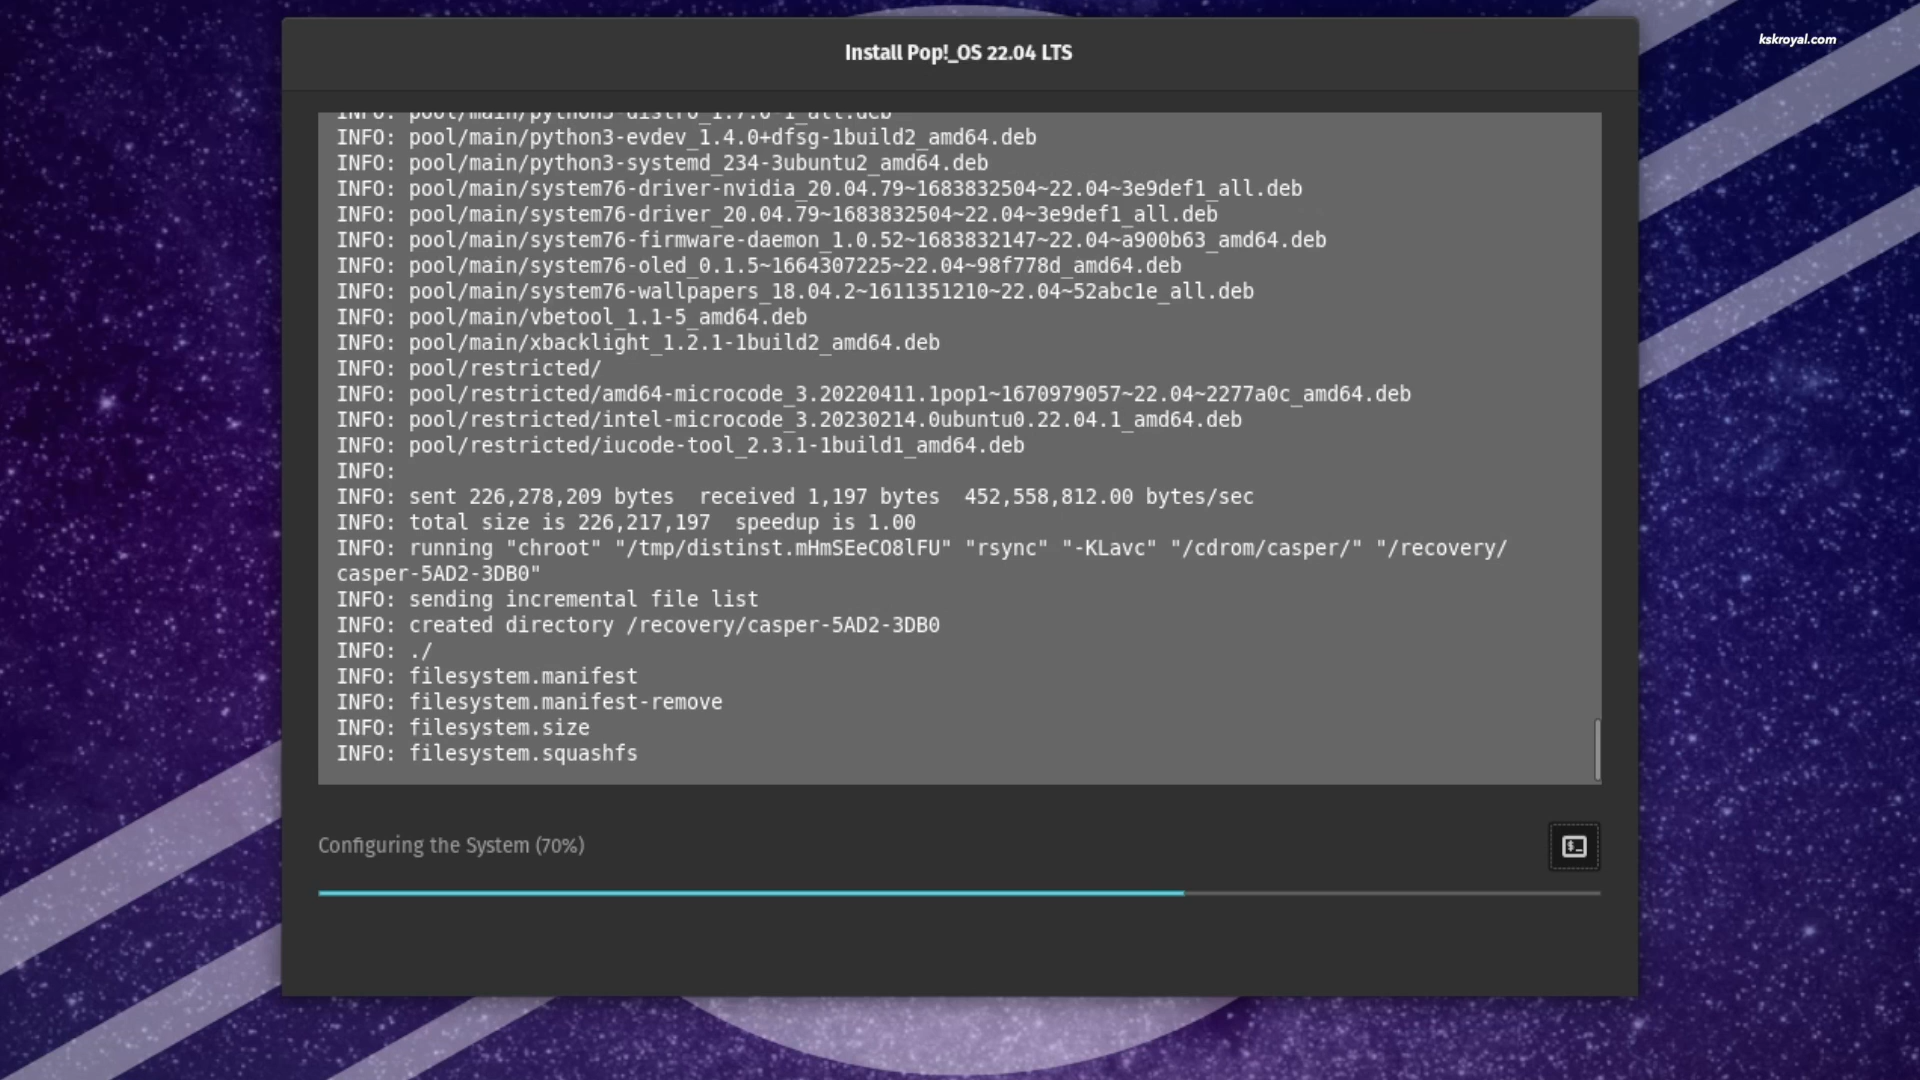 Install Pop!_OS 22.04 LTS
kskroyal.com
INFO: pool/main/python3-distro_1.7.0-1_all.deb
INFO: pool/main/python3-evdev_1.4.0+dfsg-1build2_amd64.deb
INFO: pool/main/python3-systemd_234-3ubuntu2_amd64.deb
INFO: pool/main/system76-driver-nvidia_20.04.79~1683832504~22.04~3e9def1_all.deb
INFO: pool/main/system76-driver_20.04.79~1683832504~22.04~3e9def1_all.deb
INFO: pool/main/system76-firmware-daemon_1.0.52~1683832147~22.04~a900b63_amd64.deb
INFO: pool/main/system76-oled_0.1.5~1664307225~22.04~98f778d_amd64.deb
INFO: pool/main/system76-wallpapers_18.04.2~1611351210~22.04~52abc1e_all.deb
INFO: pool/main/vbetool_1.1-5_amd64.deb
INFO: pool/main/xbacklight_1.2.1-1build2_amd64.deb
INFO: pool/restricted/
INFO: pool/restricted/amd64-microcode_3.20220411.1pop1~1670979057~22.04~2277a0c_amd64.deb
INFO: pool/restricted/intel-microcode_3.20230214.0ubuntu0.22.04.1_amd64.deb
INFO: pool/restricted/iucode-tool_2.3.1-1build1_amd64.deb
INFO:
INFO: sent 226,278,209 bytes  received 1,197 bytes  452,558,812.00 bytes/sec
INFO: total size is 226,217,197  speedup is 1.00
INFO: running "chroot" "/tmp/distinst.mHmSEeCO8lFU" "rsync" "-KLavc" "/cdrom/casper/" "/recovery/
casper-5AD2-3DB0"
INFO: sending incremental file list
INFO: created directory /recovery/casper-5AD2-3DB0
INFO: ./
INFO: filesystem.manifest
INFO: filesystem.manifest-remove
INFO: filesystem.size
INFO: filesystem.squashfs
Configuring the System (70%)
$_